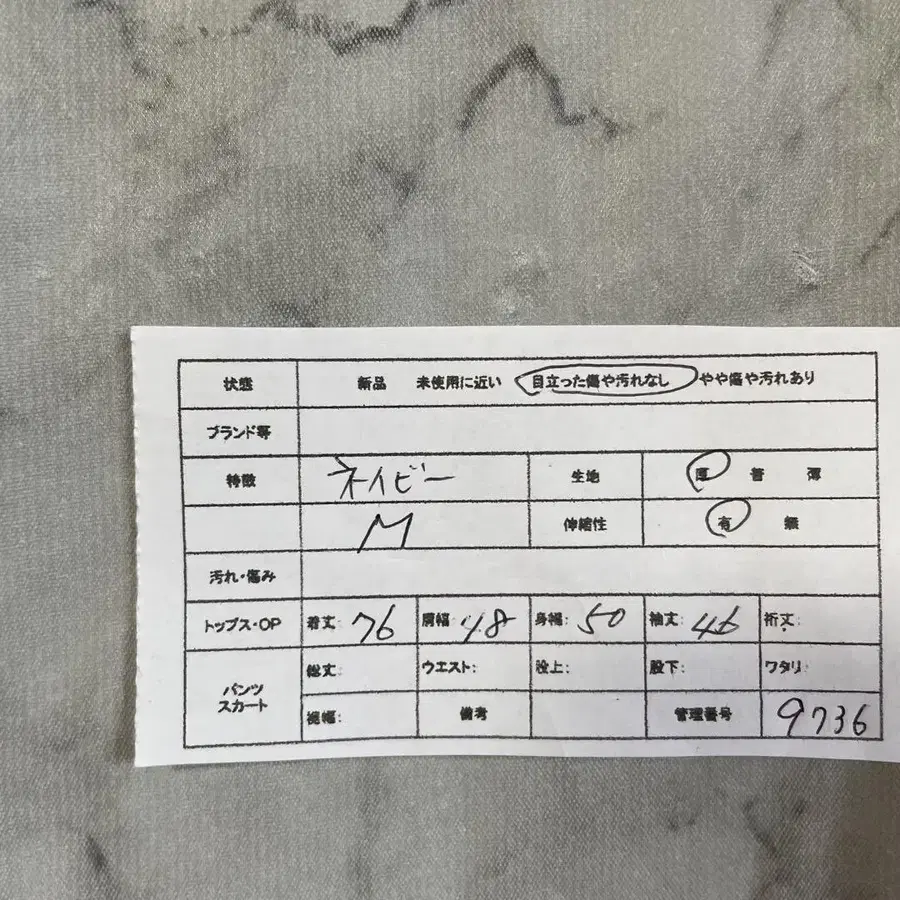 状態 新品 未使用に近い 目立った傷や汚れなし やや傷や汚れあり
ブランド等
特徴 ネイビー 生地 厚 普 薄
M 伸縮性 有 無
汚れ・傷み
トップス・OP 着丈: 76 肩幅: 48 身幅: 50 袖丈: 46 裄丈:
パンツ スカート 総丈: ウエスト: 股上: 股下: ワタリ:
裾幅: 備考 管理番号 9736